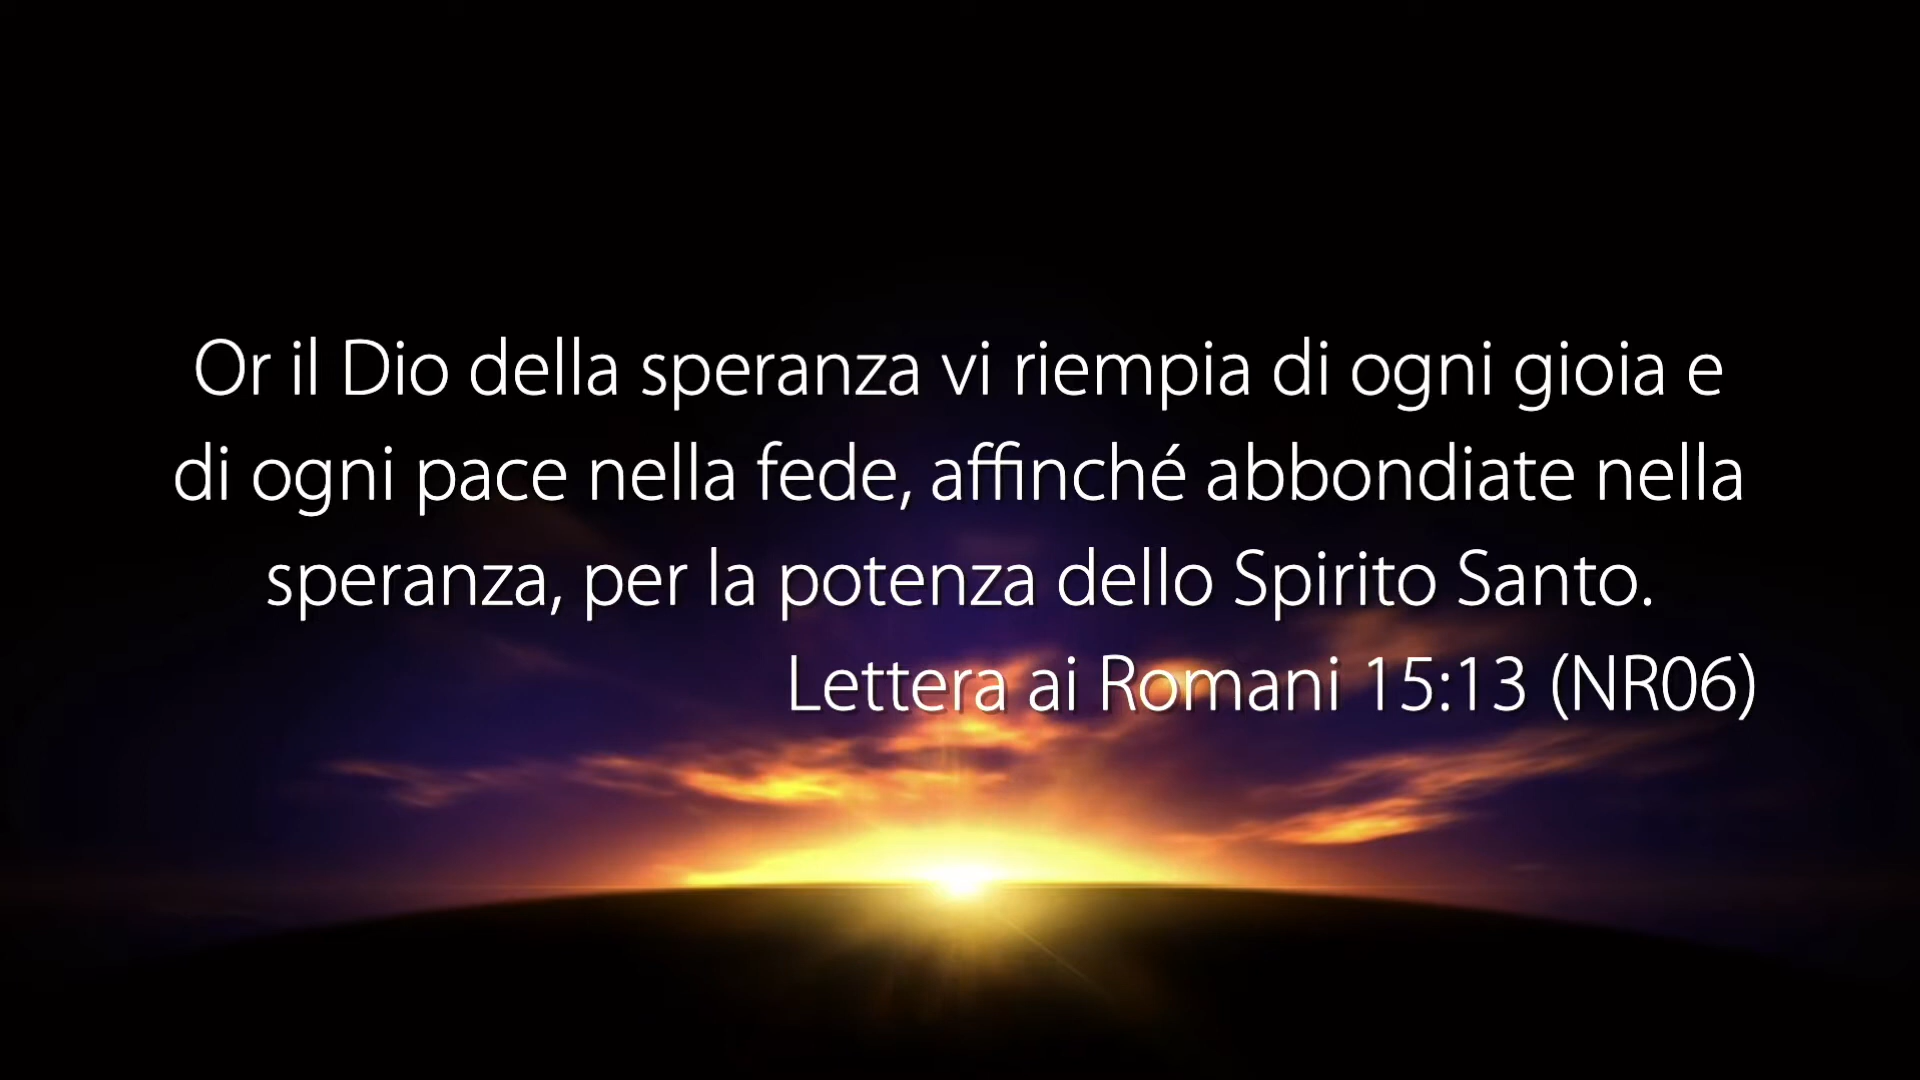 Or il Dio della speranza vi riempia di ogni gioia e
di ogni pace nella fede, affinché abbondiate nella
speranza, per la potenza dello Spirito Santo.
Lettera ai Romani 15:13 (NR06)